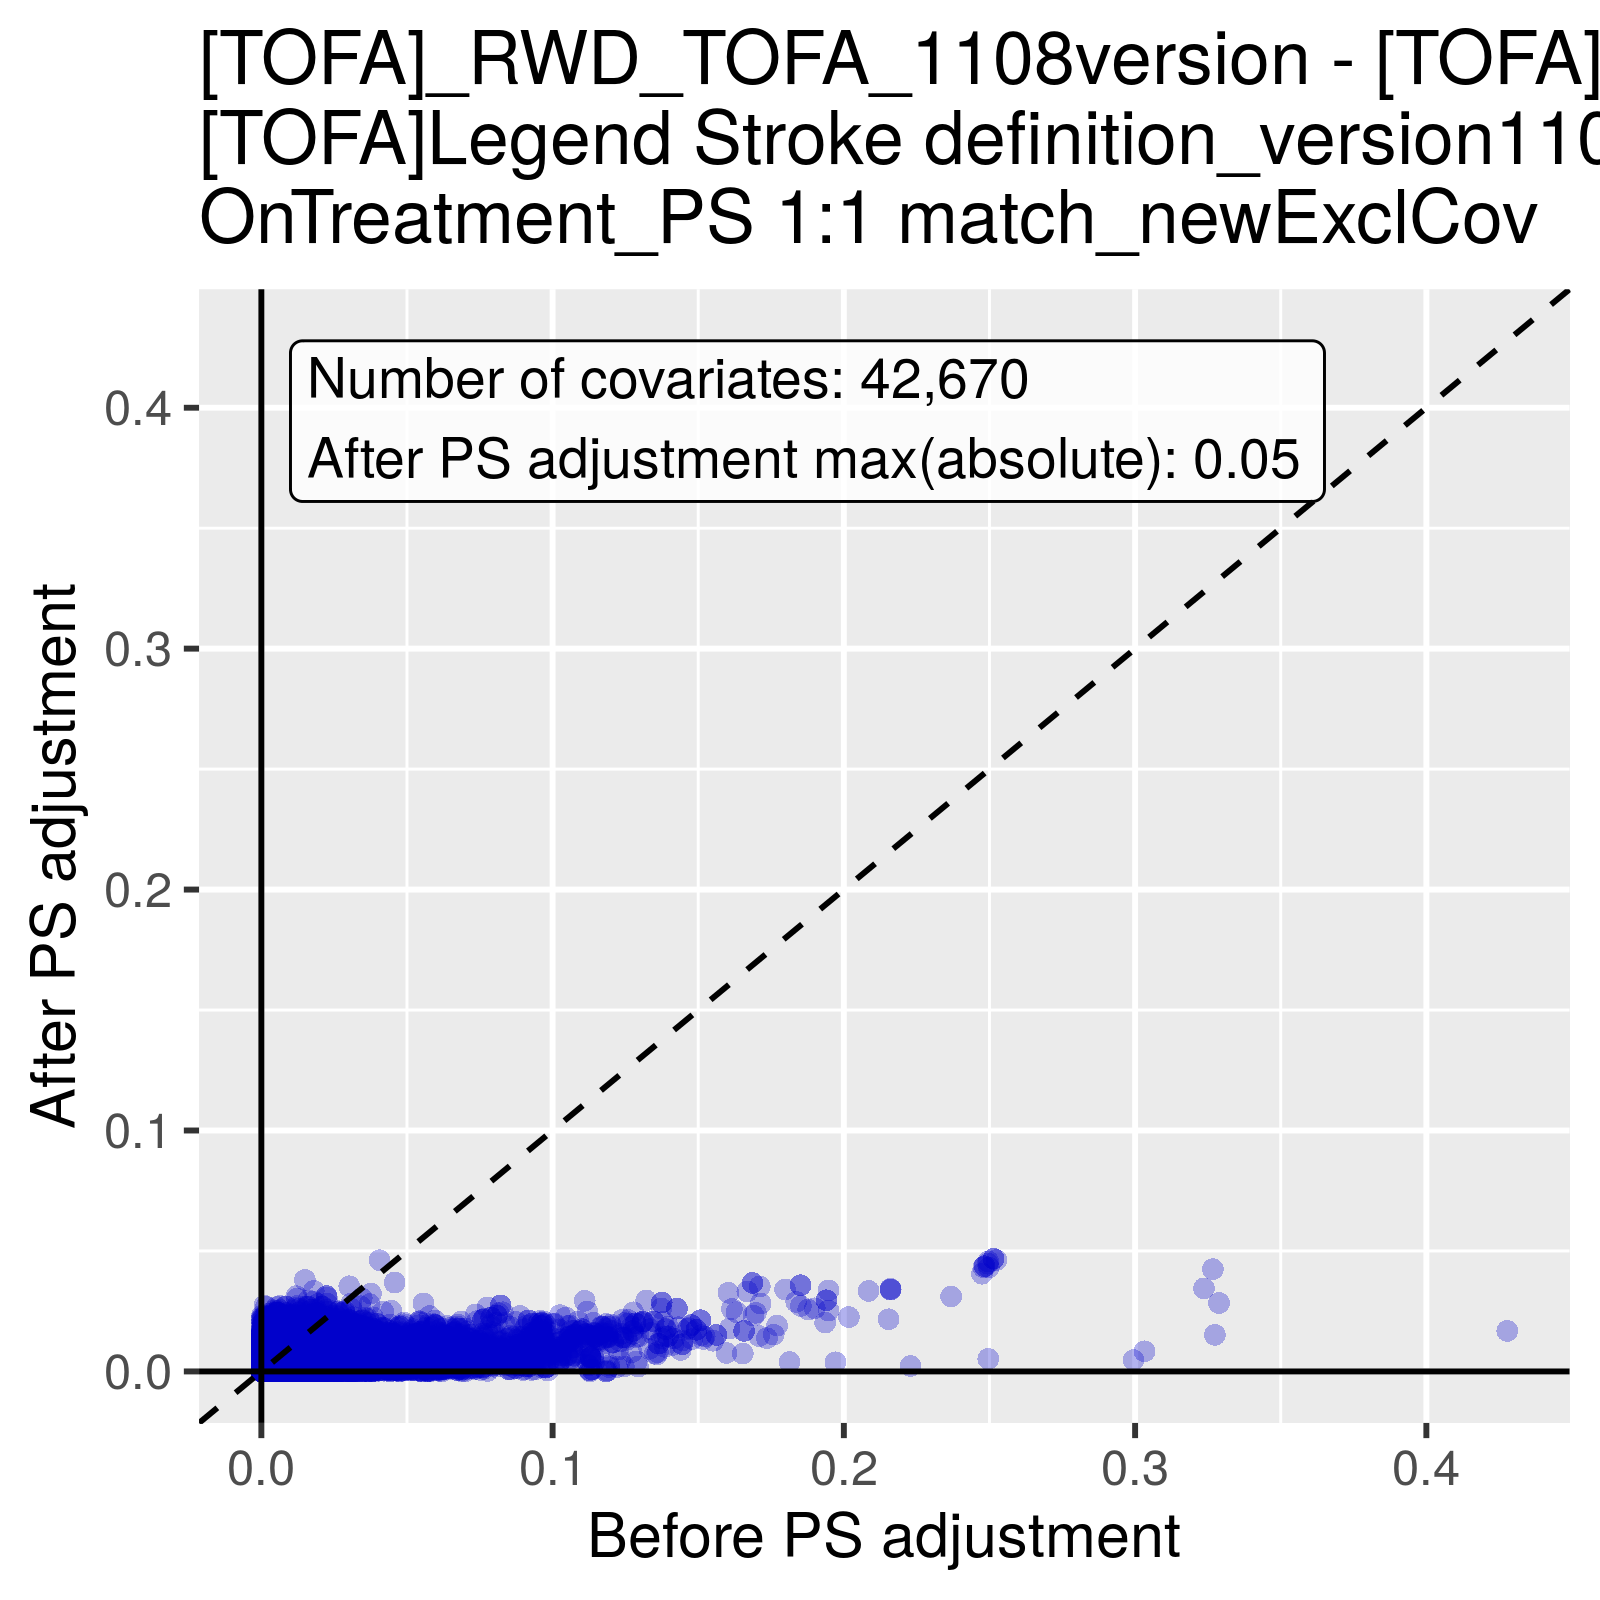 [TOFA]_RWD_TOFA_1108version - [TOFA]
[TOFA]Legend Stroke definition_version110
OnTreatment_PS 1:1 match_newExclCov
Number of covariates: 42,670
After PS adjustment max(absolute): 0.05
After PS adjustment
0.4
0.3
0.2
0.1
0.0
0.0 0.1 0.2 0.3 0.4
Before PS adjustment